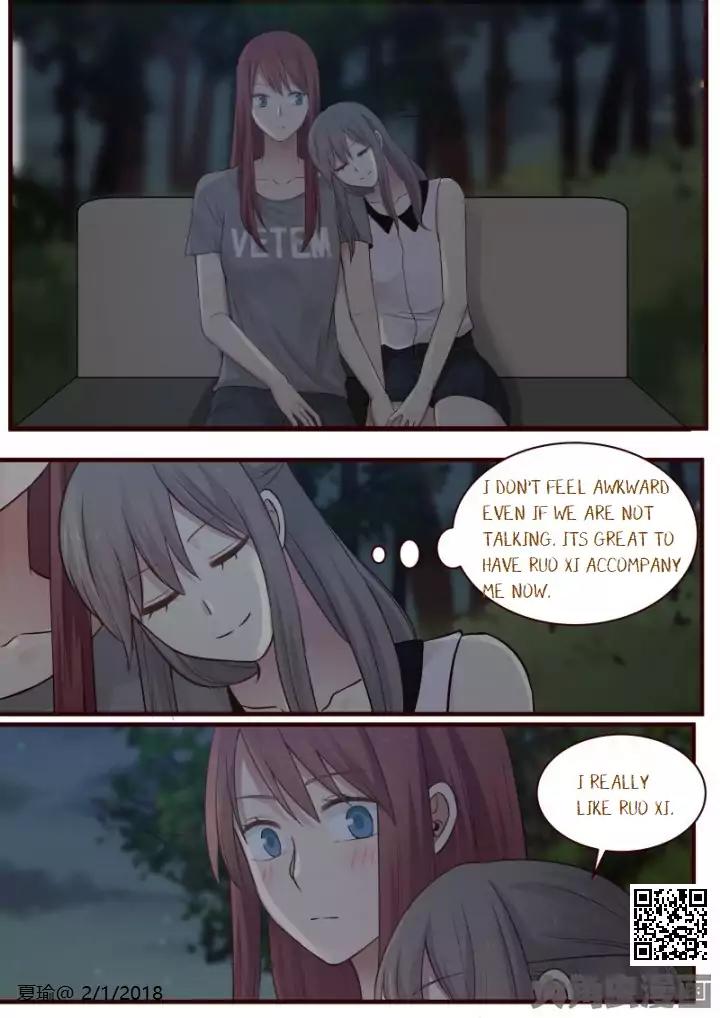 VETEM
I DON'T FEEL AWKWARD
EVEN IF WE ARE NOT
TALKING. ITS GREAT TO
HAVE RUO XI ACCOMPANY
ME NOW.
I REALLY
LIKE RUO XI.
夏瑜@ 2/1/2018